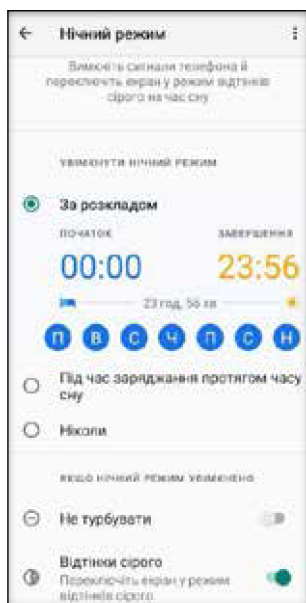 Нічний режим
Вимкніть сигнали телефона й
переключіть екран у режим відтінків
сірого на час сну
УВІМКНУТИ НІЧНИЙ РЕЖИМ
За розкладом
ПОЧАТОК ЗАВЕРШЕННЯ
00:00 23:56
23 год, 56 хв
П В С Ч П С Н
Під час заряджання протягом часу
сну
Ніколи
ЯКЩО НІЧНИЙ РЕЖИМ УВІМКНЕНО
Не турбувати
Відтінки сірого
Переключіть екран у режим
відтінків сірого